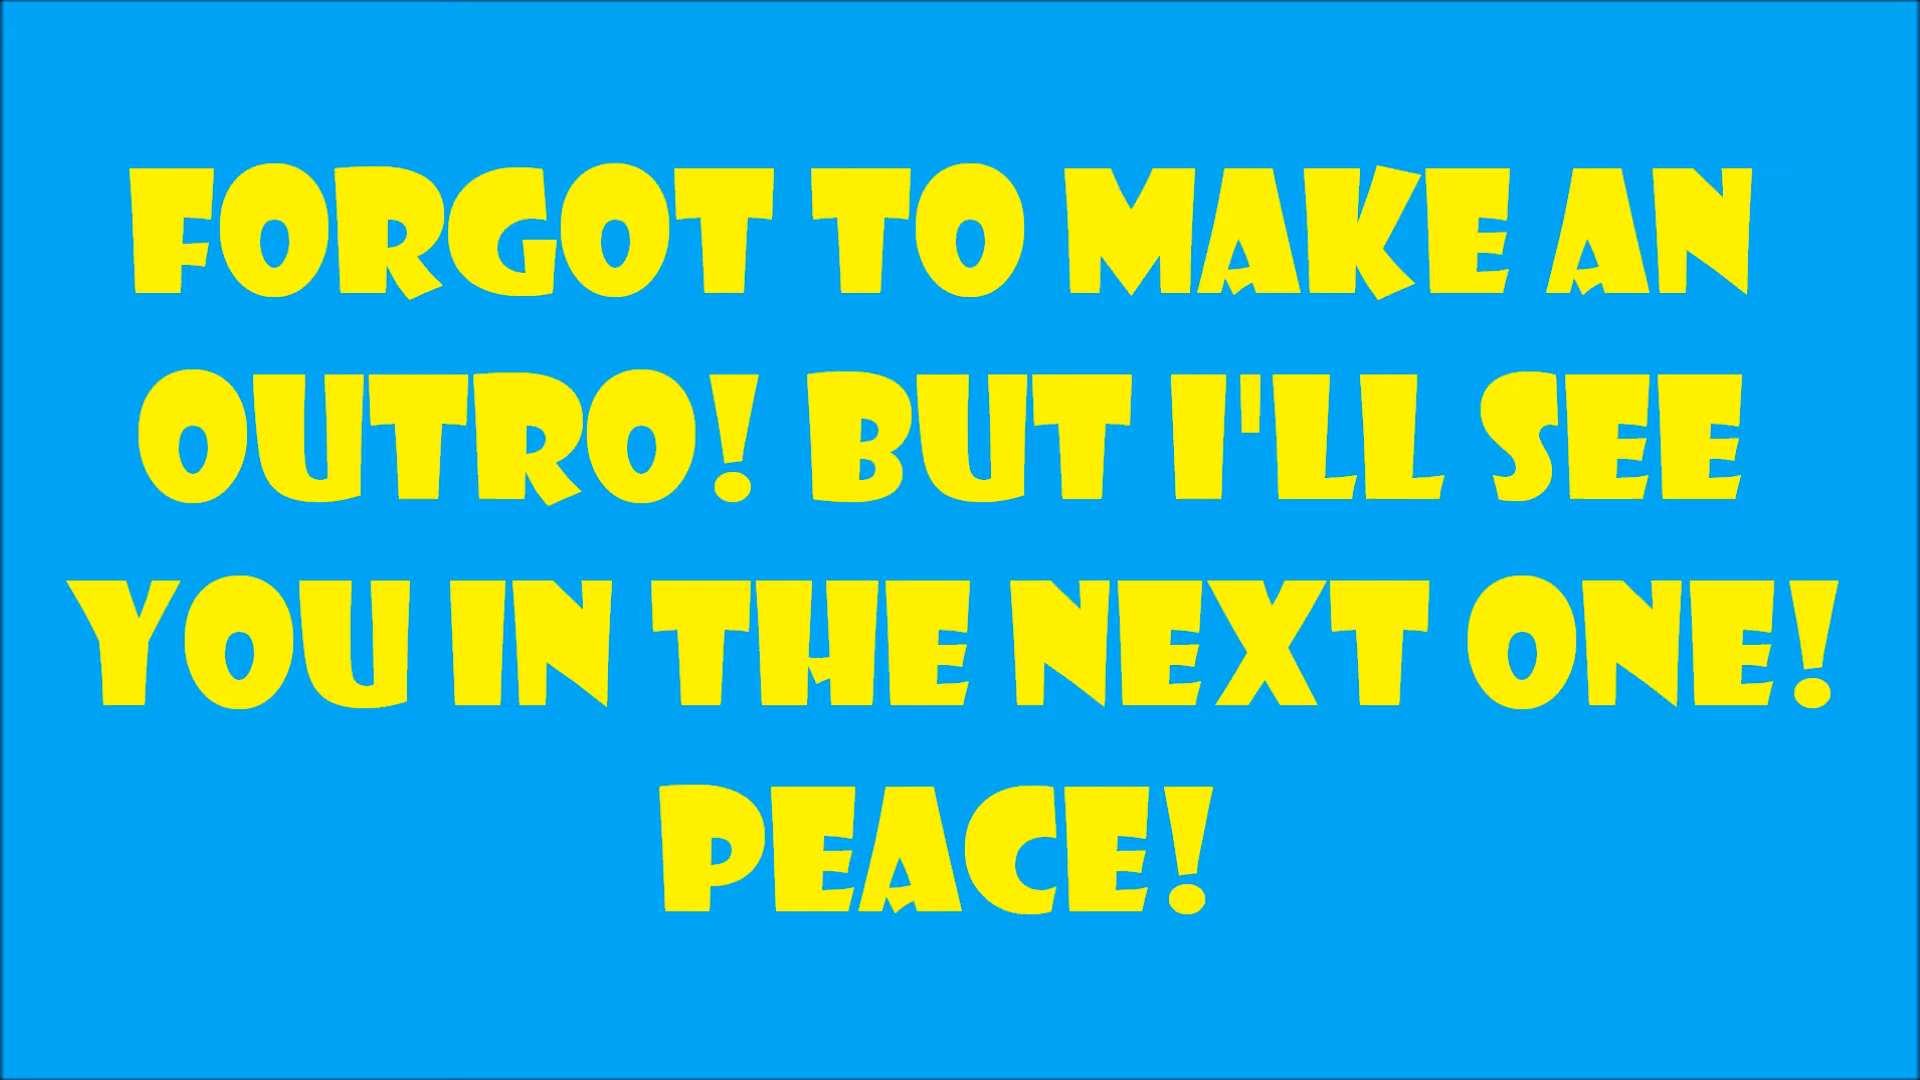 FORGOT TO MAKE AN
OUTRO! BUT I'LL SEE
YOU IN THE NEXT ONE!
PEACE!